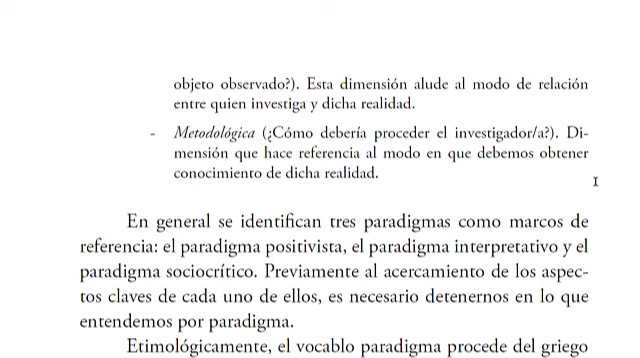 objeto observado?). Esta dimensión alude al modo de relación
entre quien investiga y dicha realidad.
- Metodológica (¿Cómo debería proceder el investigador/a?). Di-
mensión que hace referencia al modo en que debemos obtener
conocimiento de dicha realidad.
En general se identifican tres paradigmas como marcos de
referencia: el paradigma positivista, el paradigma interpretativo y el
paradigma sociocrítico. Previamente al acercamiento de los aspec-
tos claves de cada uno de ellos, es necesario detenernos en lo que
entendemos por paradigma.
Etimológicamente, el vocablo paradigma procede del griego